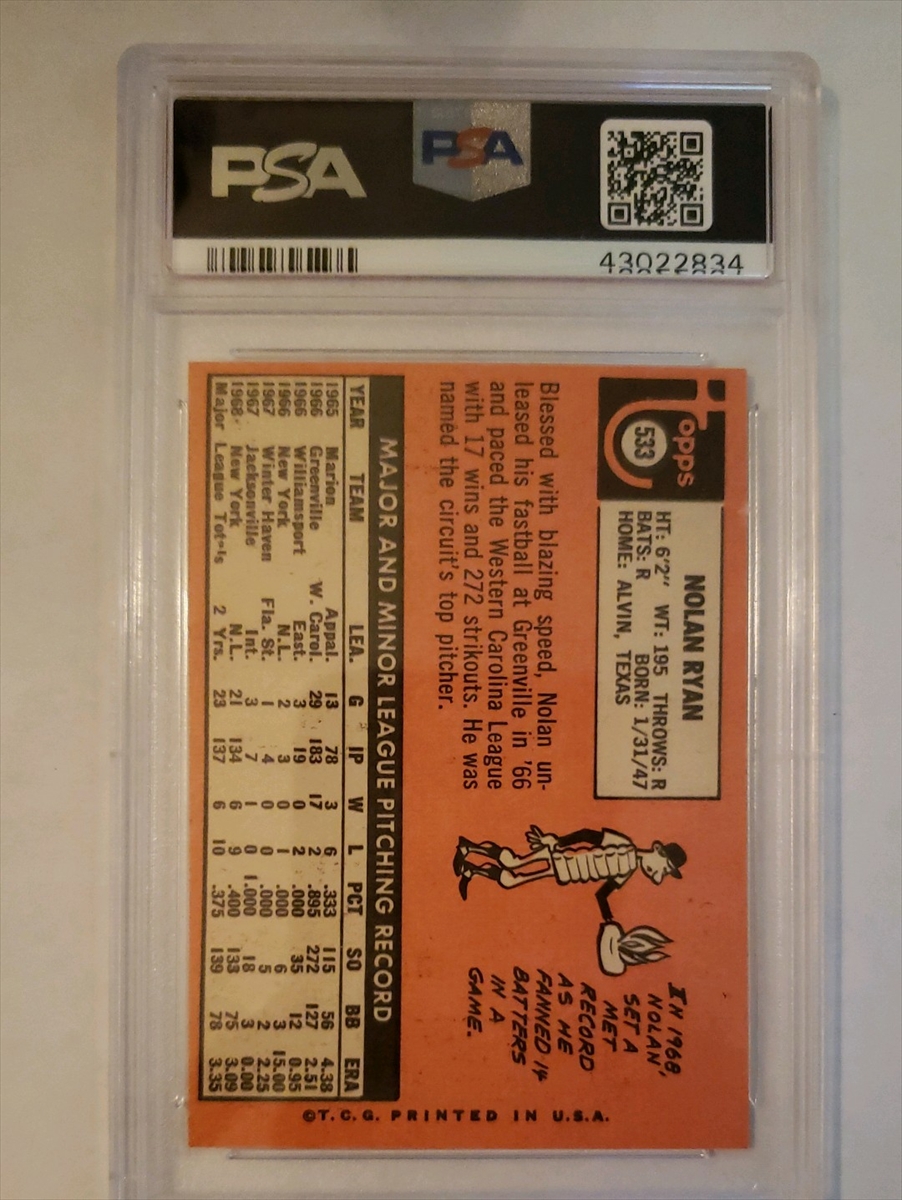 PSA
PSA
43022834
Topps
533
NOLAN RYAN
HT: 6'2" WT: 195 THROWS: R
BATS: R BORN: 1/31/47
HOME: ALVIN, TEXAS
Blessed with blazing speed, Nolan un-
leased his fastball at Greenville in '66
and paced the Western Carolina League
with 17 wins and 272 strikouts. He was
named the circuit's top pitcher.
IN 1968,
NOLAN
SET A
MET
RECORD
AS HE
FANNED 14
BATTERS
IN A
GAME.
MAJOR AND MINOR LEAGUE PITCHING RECORD
YEAR TEAM LEA. G IP W L PCT SO BB ERA
1965 Marion Appal. 13 78 3 6 .333 115 56 4.38
1966 Greenville W. Carol. 29 183 17 2 .895 272 127 2.51
1966 Williamsport East. 3 19 0 2 .000 35 12 0.95
1966 New York N.L. 2 3 0 1 .000 6 3 15.00
1967 Winter Haven Fla. St. 1 4 0 0 .000 5 2 2.25
1967 Jacksonville Int. 3 7 1 0 1.000 18 3 0.00
1968 New York N.L. 21 134 6 9 .400 133 75 3.09
Major League Tot'ls 2 Yrs. 23 137 6 10 .375 139 78 3.35
©T.C.G. PRINTED IN U.S.A.